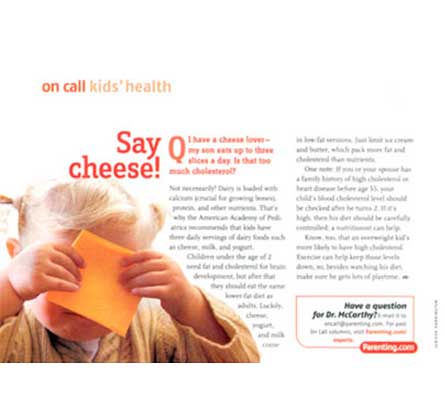 on call kids' health
Say
cheese!
Q I have a cheese lover—
my son eats up to three
slices a day. Is that too
much cholesterol?
Not necessarily! Dairy is loaded with
calcium (crucial for growing bones),
protein, and other nutrients. That's
why the American Academy of Pedi-
atrics recommends that kids have
three daily servings of dairy foods such
as cheese, milk, and yogurt.
Children under the age of 2
need fat and cholesterol for brain
development, but after that
they should eat the same
lower fat diet as
adults. Luckily,
cheese,
yogurt,
and milk
come
in low-fat versions. Just limit ice cream
and butter, which pack more fat and
cholesterol than nutrients.
One note: If you or your spouse has
a family history of high cholesterol or
heart disease before age 55, your
child's blood cholesterol level should
be checked after he turns 2. If it's
high, then his diet should be carefully
controlled; a nutritionist can help.
Know, too, that an overweight kid's
more likely to have high cholesterol.
Exercise can help keep those levels
down, so, besides watching his diet,
make sure he gets lots of playtime.
Have a question
for Dr. McCarthy? E-mail it to
oncall@parenting.com. For past
On Call columns, visit Parenting.com/
experts.
Parenting.com